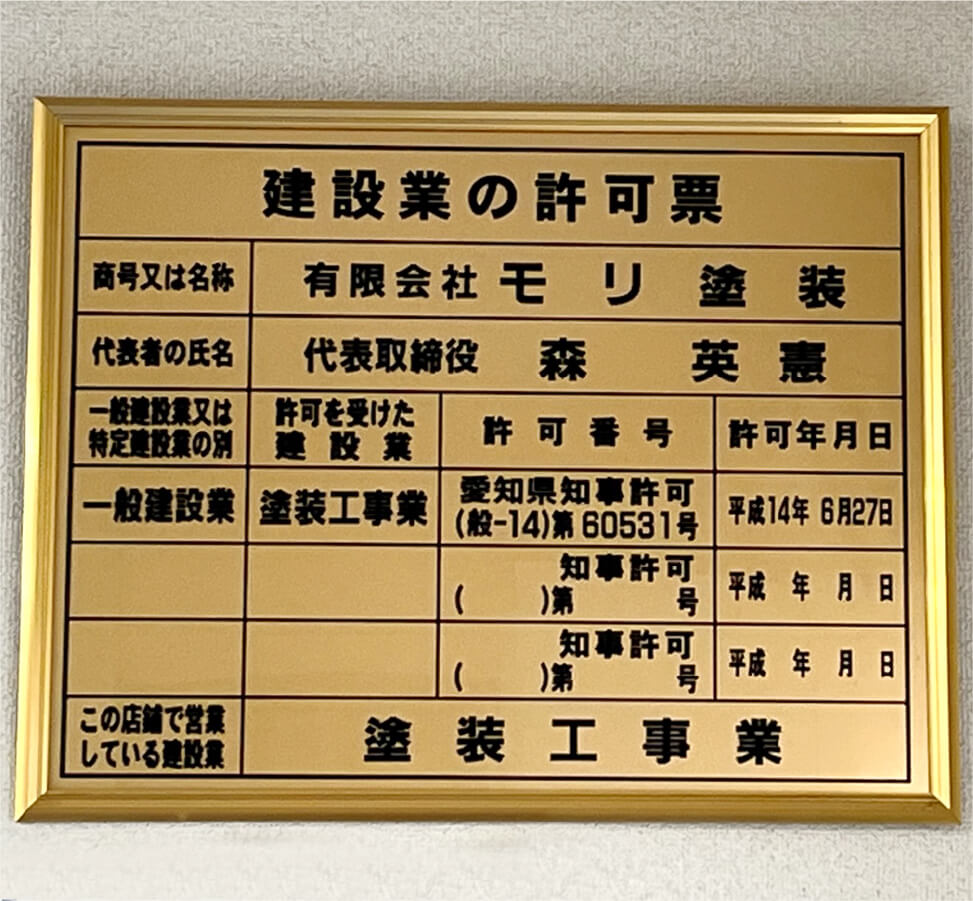 建設業の許可票
商号又は名称 有限会社 モリ塗装
代表者の氏名 代表取締役 森 英憲
一般建設業又は
特定建設業の別
許可を受けた
建設業
許可番号
許可年月日
一般建設業
塗装工事業
愛知県知事許可
(般-14)第60531号
平成14年 6月27日
知事許可
( )第 号
平成 年 月 日
知事許可
( )第 号
平成 年 月 日
この店舗で営業
している建設業
塗装工事業